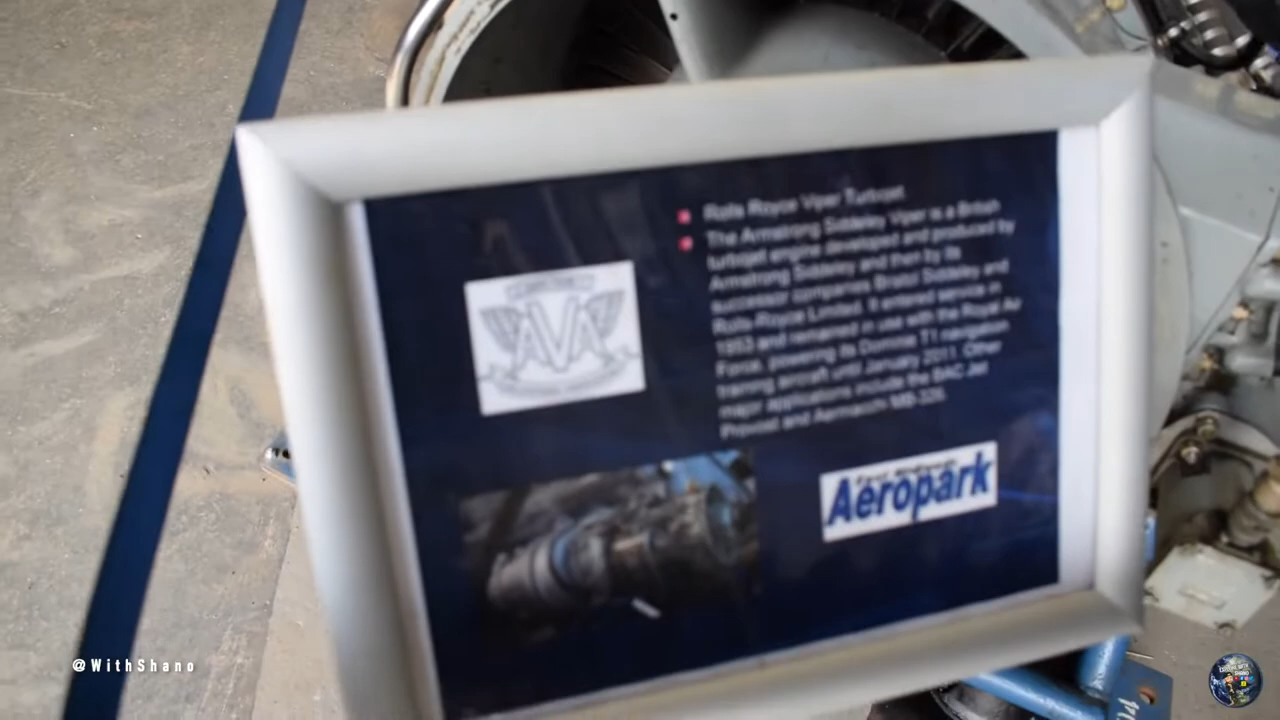 Rolls Royce Viper Turbojet
The Armstrong Siddeley Viper is a British
turbojet engine developed and produced by
Armstrong Siddeley and then by its
successor companies Bristol Siddeley and
Rolls-Royce Limited. It entered service in
1953 and remained in use with the Royal Air
Force, powering its Dominie T1 navigation
training aircraft until January 2011. Other
major applications include the BAC Jet
Provost and Aermacchi MB-326.
AVA
Aeropark
@WithShano